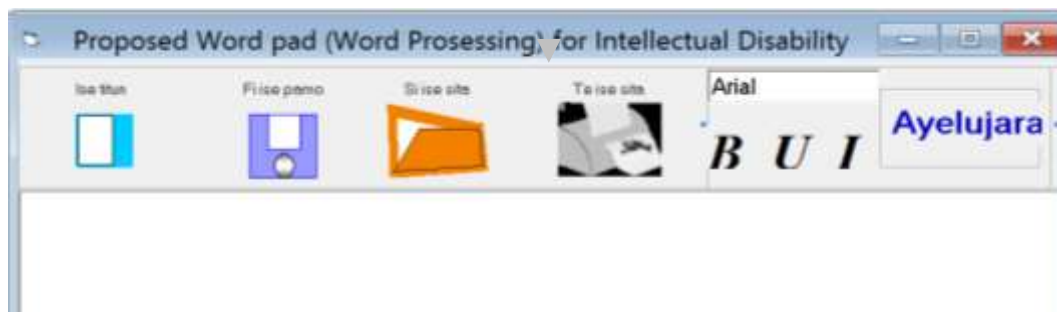 Proposed Word pad (Word Prosessing) for Intellectual Disability
Ise titun
Fi ise pamo
Si ise sita
Te ise sita
Arial
B U I
Ayelujara